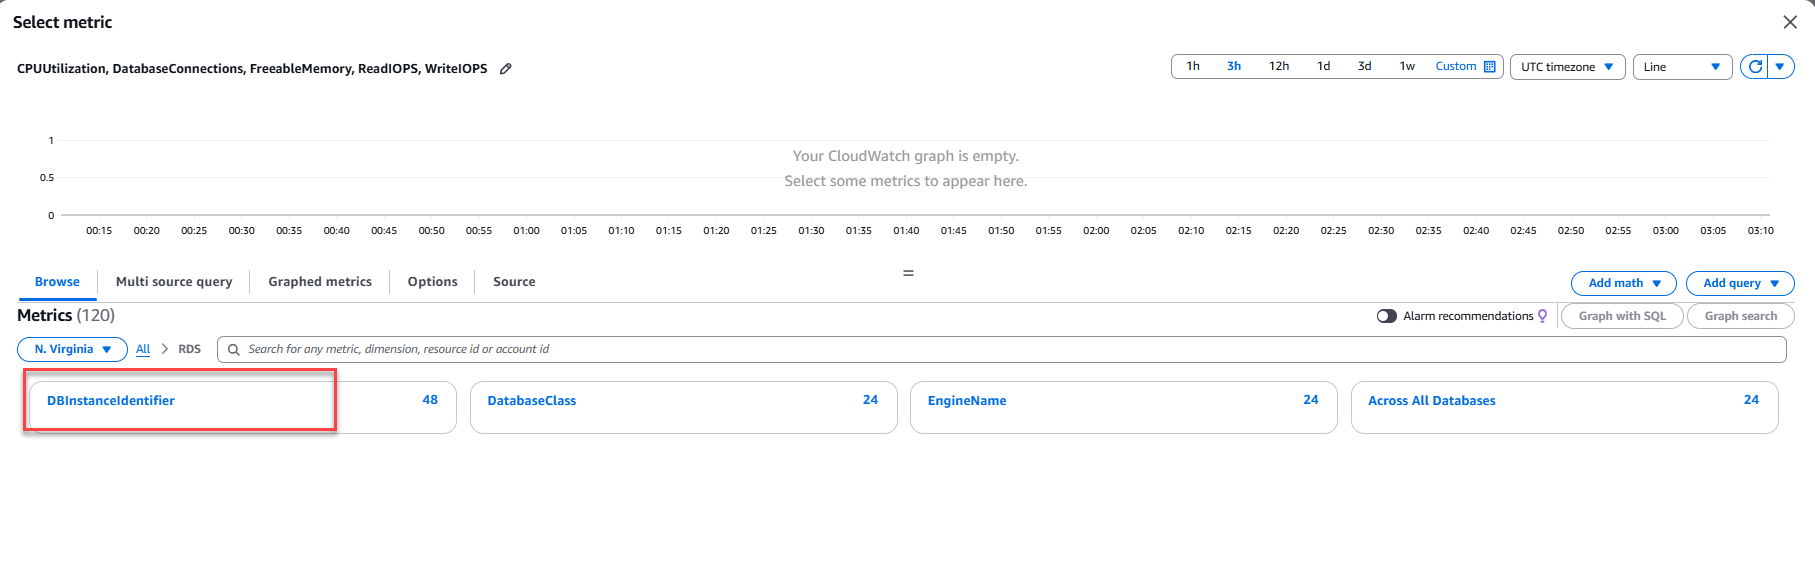 Select metric
CPUUtilization, DatabaseConnections, FreeableMemory, ReadIOPS, WriteIOPS
1h 3h 12h 1d 3d 1w Custom UTC timezone Line
1
Your CloudWatch graph is empty.
0.5
Select some metrics to appear here.
0
00:15 00:20 00:25 00:30 00:35 00:40 00:45 00:50 00:55 01:00 01:05 01:10 01:15 01:20 01:25 01:30 01:35 01:40 01:45 01:50 01:55 02:00 02:05 02:10 02:15 02:20 02:25 02:30 02:35 02:40 02:45 02:50 02:55 03:00 03:05 03:10
Browse Multi source query Graphed metrics Options Source Add math Add query
Metrics (120) Alarm recommendations Graph with SQL Graph search
N. Virginia All RDS Search for any metric, dimension, resource id or account id
DBInstanceIdentifier 48 DatabaseClass 24 EngineName 24 Across All Databases 24